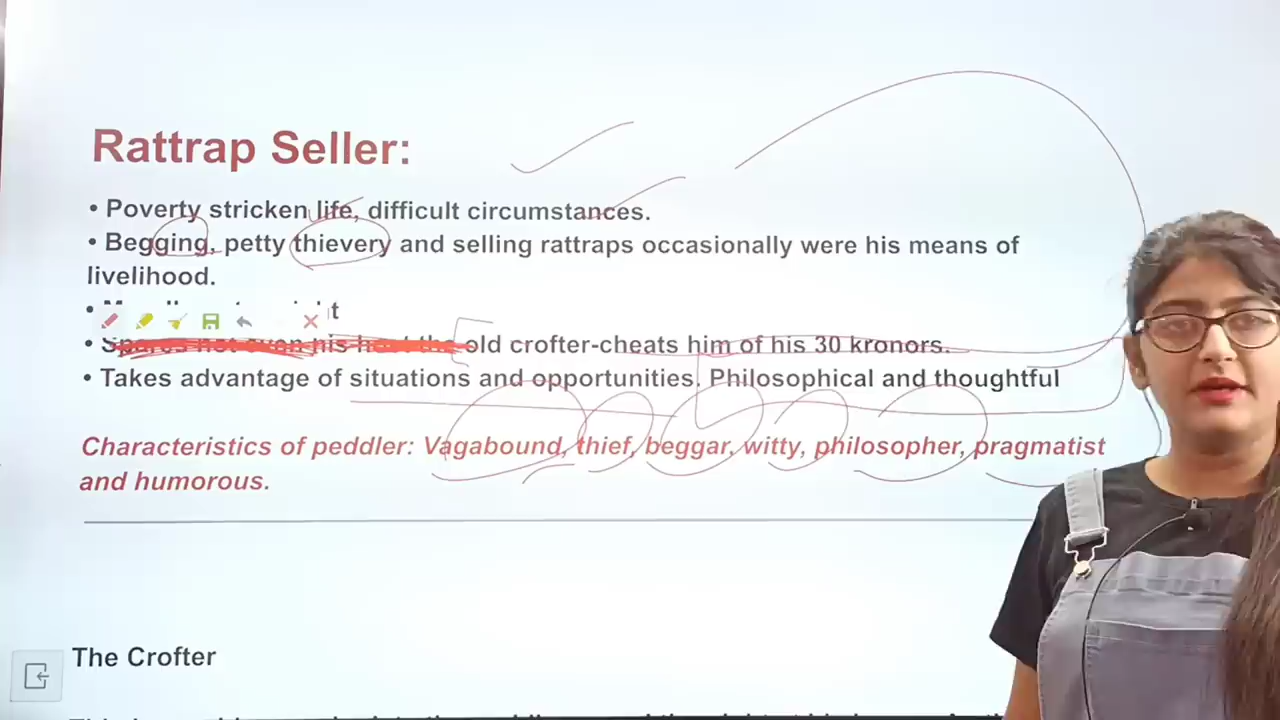 Rattrap Seller:
• Poverty stricken life, difficult circumstances.
• Begging, petty thievery and selling rattraps occasionally were his means of
livelihood.
•
• old crofter-cheats him of his 30 kronors.
• Takes advantage of situations and opportunities. Philosophical and thoughtful
Characteristics of peddler: Vagabound, thief, beggar, witty, philosopher, pragmatist
and humorous.
The Crofter